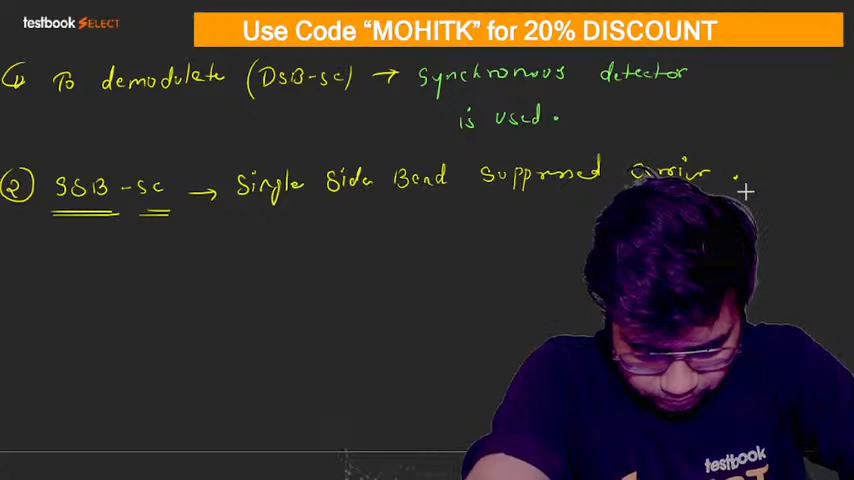 testbook SELECT
Use Code “MOHITK” for 20% DISCOUNT
To demodulate (DSB-SC) → Synchronous detector
is used.
② SSB-SC → Single Side Band suppressed carrier.
testbook